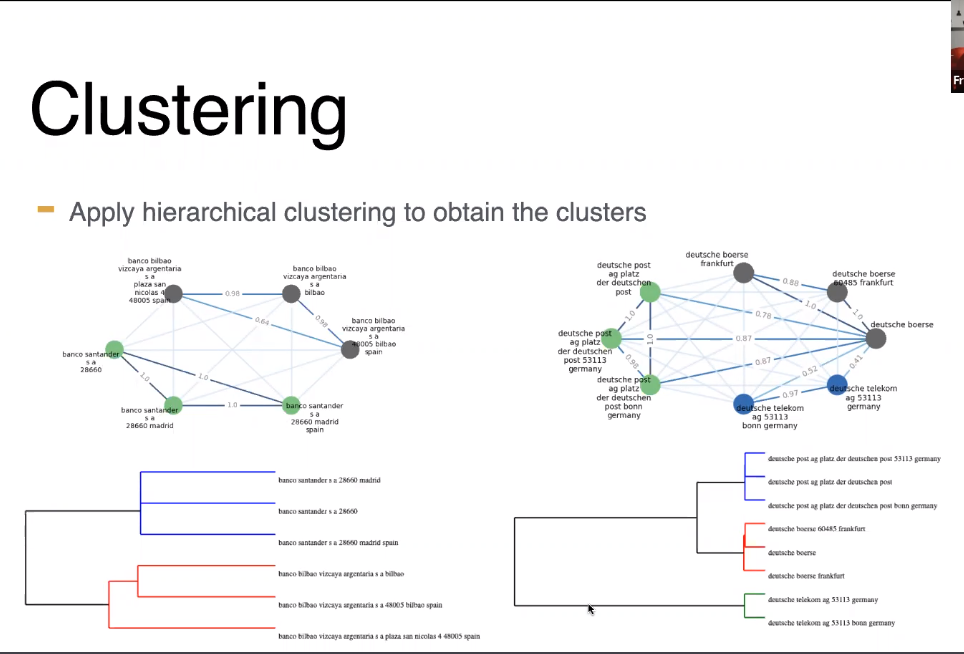 Fr
Clustering
Apply hierarchical clustering to obtain the clusters
banco bilbao
vizcaya argentaria
s a
plaza san
nicolas 4
48005 spain
banco bilbao
vizcaya argentaria
s a
bilbao
banco bilbao
vizcaya argentaria
s a
48005 bilbao
spain
banco santander
s a
28660
banco santander
s a
28660 madrid
banco santander
s a
28660 madrid
spain
0.98
0.64
0.98
1.0
1.0
1.0
deutsche post
ag platz
der deutschen
post
deutsche boerse
frankfurt
deutsche boerse
60485 frankfurt
deutsche boerse
deutsche post
ag platz
der deutschen
post 53113
germany
deutsche post
ag platz
der deutschen
post bonn
germany
deutsche telekom
ag 53113
bonn germany
deutsche telekom
ag 53113
germany
0.88
1.0
1.0
0.78
1.0
1.0
0.87
0.98
0.87
0.52
0.41
0.97
banco santander s a 28660 madrid
banco santander s a 28660
banco santander s a 28660 madrid spain
banco bilbao vizcaya argentaria s a bilbao
banco bilbao vizcaya argentaria s a 48005 bilbao spain
banco bilbao vizcaya argentaria s a plaza san nicolas 4 48005 spain
deutsche post ag platz der deutschen post 53113 germany
deutsche post ag platz der deutschen post
deutsche post ag platz der deutschen post bonn germany
deutsche boerse 60485 frankfurt
deutsche boerse
deutsche boerse frankfurt
deutsche telekom ag 53113 germany
deutsche telekom ag 53113 bonn germany